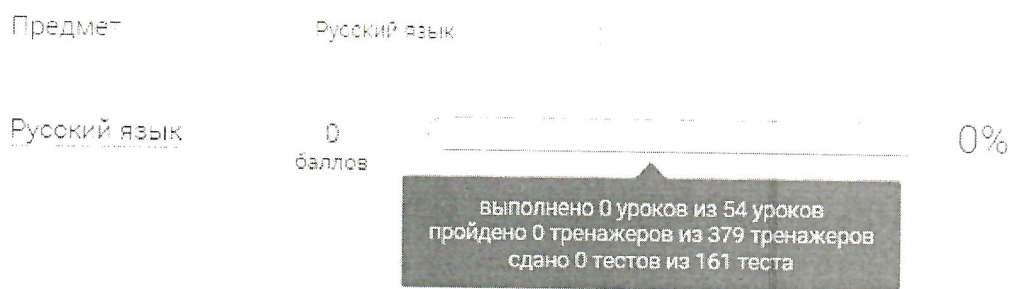 Предмет
Русский язык
Русский язык
0
баллов
0%
выполнено 0 уроков из 54 уроков
пройдено 0 тренажеров из 379 тренажеров
сдано 0 тестов из 161 теста